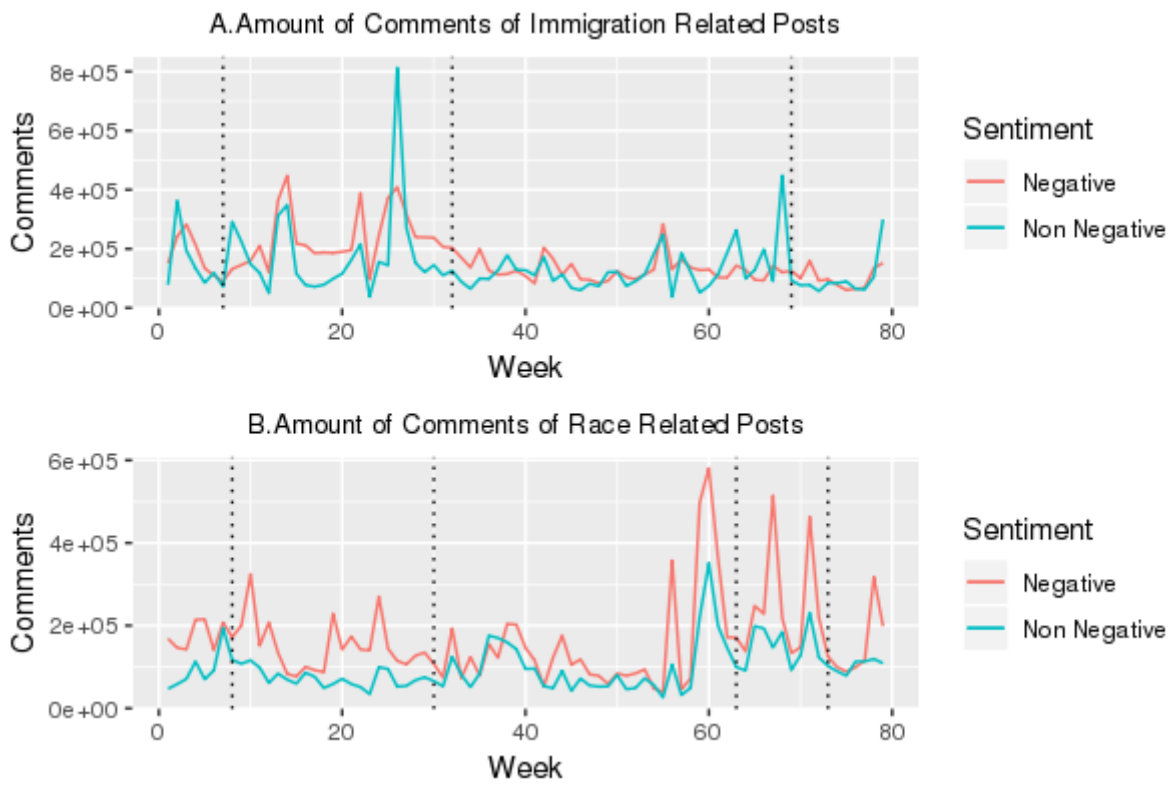 A.Amount of Comments of Immigration Related Posts
8e+05
6e+05
4e+05
2e+05
0e+00
Comments
0 20 40 60 80
Week
Sentiment
Negative
Non Negative
B.Amount of Comments of Race Related Posts
6e+05
4e+05
2e+05
0e+00
Comments
0 20 40 60 80
Week
Sentiment
Negative
Non Negative